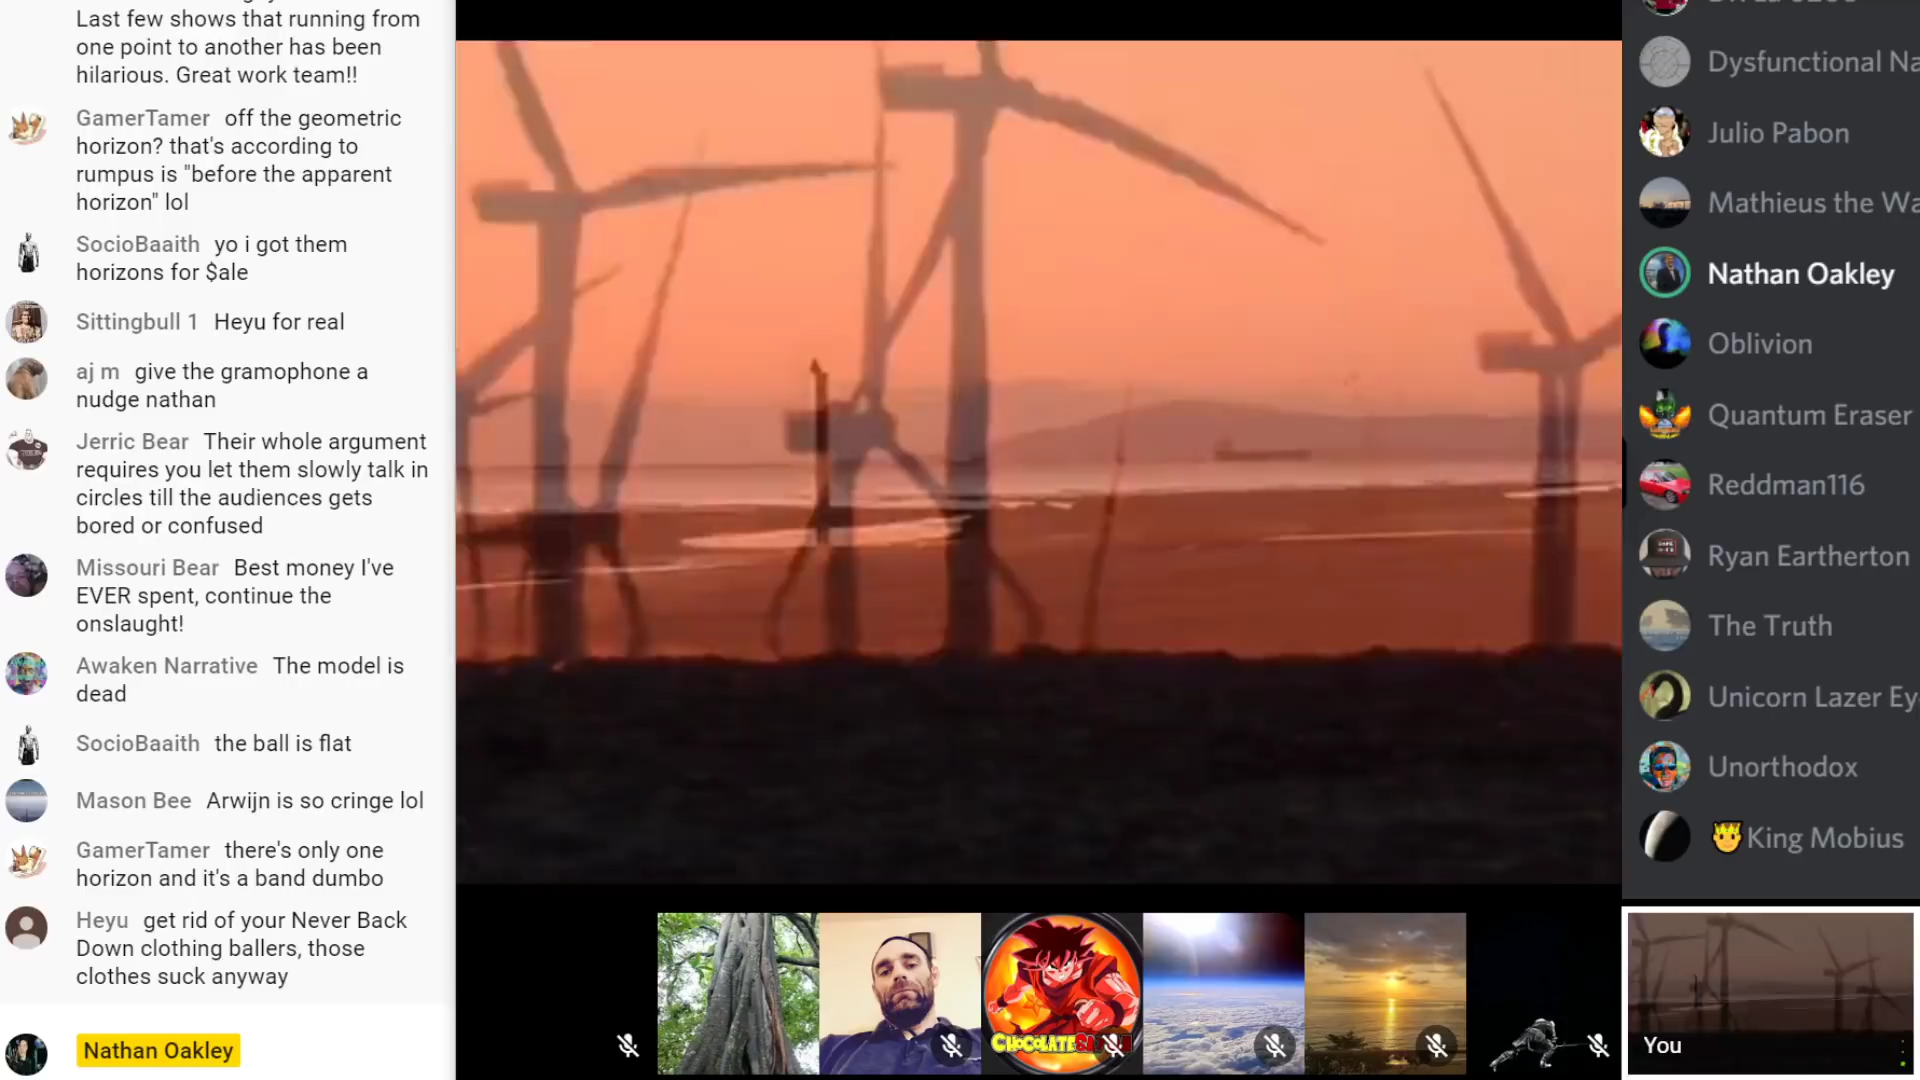 Last few shows that running from
one point to another has been
hilarious. Great work team!!
GamerTamer off the geometric
horizon? that's according to
rumpus is "before the apparent
horizon" lol
SocioBaaith yo i got them
horizons for $ale
Sittingbull 1 Heyu for real
aj m give the gramophone a
nudge nathan
Jerric Bear Their whole argument
requires you let them slowly talk in
circles till the audiences gets
bored or confused
Missouri Bear Best money I've
EVER spent, continue the
onslaught!
Awaken Narrative The model is
dead
SocioBaaith the ball is flat
Mason Bee Arwijn is so cringe lol
GamerTamer there's only one
horizon and it's a band dumbo
Heyu get rid of your Never Back
Down clothing ballers, those
clothes suck anyway
Nathan Oakley
Dysfunctional Na
Julio Pabon
Mathieus the Wa
Nathan Oakley
Oblivion
Quantum Eraser
Reddman116
Ryan Eartherton
The Truth
Unicorn Lazer Ey
Unorthodox
King Mobius
You